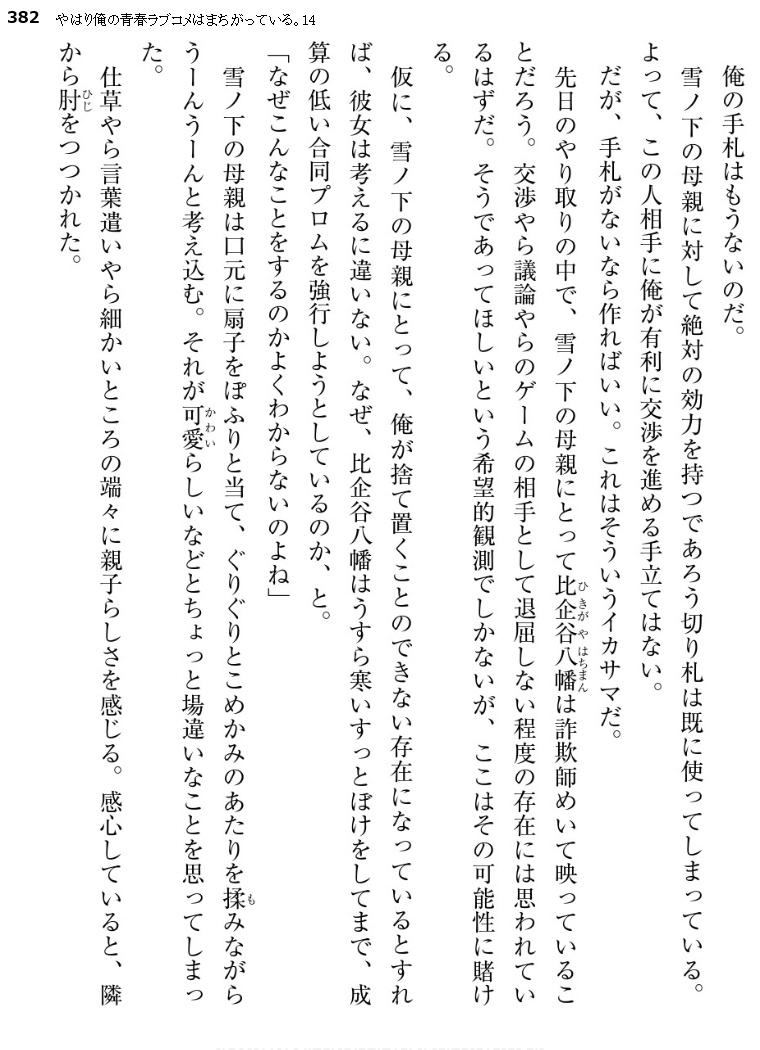 382 やはり俺の青春ラブコメはまちがっている。14
俺の手札はもうないのだ。
雪ノ下の母親に対して絶対の効力を持つであろう切り札は既に使ってしまっている。
よって、この人相手に俺が有利に交渉を進める手立てはない。
だが、手札がないなら作ればいい。これはそういうイカサマだ。
先日のやり取りの中で、雪ノ下の母親にとって比企谷八幡は詐欺師めいて映っているこ
とだろう。交渉やら議論やらのゲームの相手として退屈しない程度の存在には思われてい
るはずだ。そうであってほしいという希望的観測でしかないが、ここはその可能性に賭け
る。
仮に、雪ノ下の母親にとって、俺が捨て置くことのできない存在になっているとすれ
ば、彼女は考えるに違いない。なぜ、比企谷八幡はうすら寒いすっとぼけをしてまで、成
算の低い合同プロムを強行しようとしているのか、と。
「なぜこんなことをするのかよくわからないのよね」
雪ノ下の母親は口元に扇子をぽふりと当て、ぐりぐりとこめかみのあたりを揉みながら
うーんうーんと考え込む。それが可愛らしいなどとちょっと場違いなことを思ってしまっ
た。
仕草やら言葉遣いやら細かいところの端々に親子らしさを感じる。感心していると、隣
から肘をつつかれた。